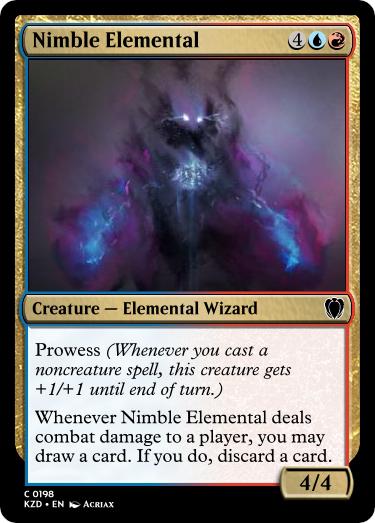 Nimble Elemental 4
Creature — Elemental Wizard
Prowess (Whenever you cast a
noncreature spell, this creature gets
+1/+1 until end of turn.)
Whenever Nimble Elemental deals
combat damage to a player, you may
draw a card. If you do, discard a card.
4/4
C 0198
KZD • EN Acriax